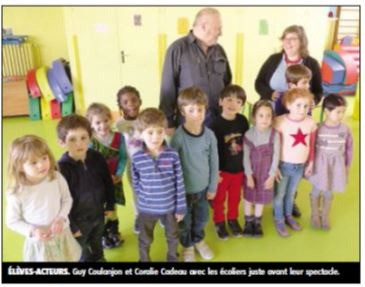 ÉLÈVES-ACTEURS. Guy Coulanjon et Coralie Cadeau avec les écoliers juste avant leur spectacle.